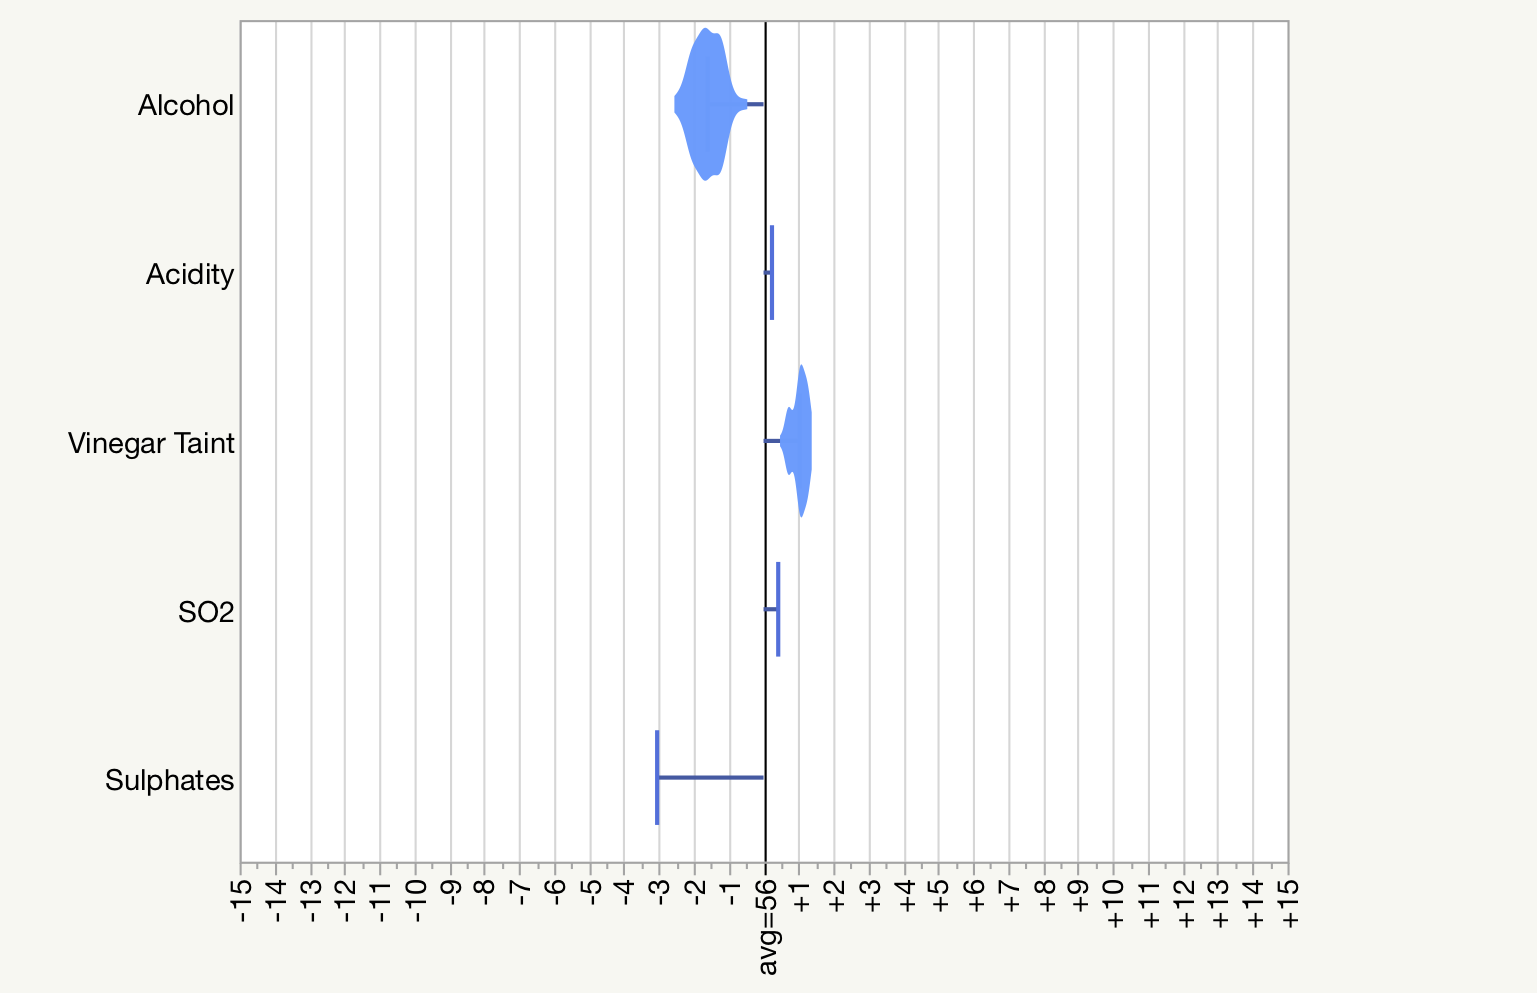 Alcohol
Acidity
Vinegar Taint
SO2
Sulphates
-15 -14 -13 -12 -11 -10 -9 -8 -7 -6 -5 -4 -3 -2 -1 avg=56 +1 +2 +3 +4 +5 +6 +7 +8 +9 +10 +11 +12 +13 +14 +15